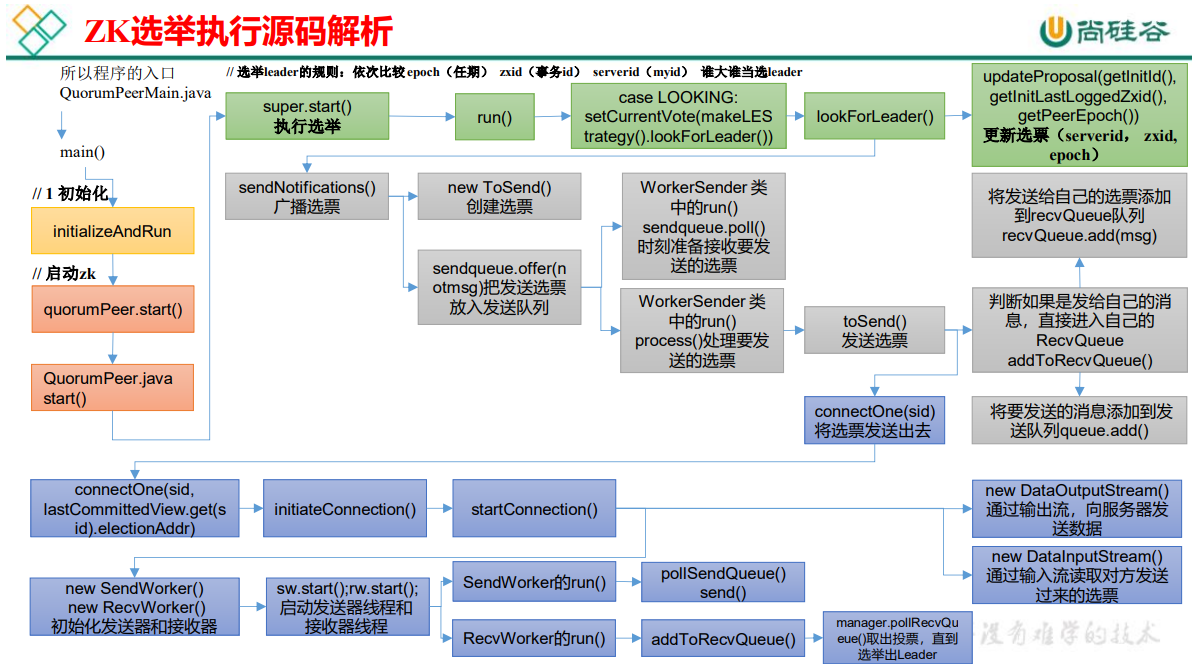 ZK选举执行源码解析
尚硅谷
所以程序的入口
QuorumPeerMain.java
main()
// 1 初始化
initializeAndRun
// 启动zk
quorumPeer.start()
QuorumPeer.java
start()
// 选举leader的规则：依次比较epoch（任期） zxid（事务id） serverid（myid） 谁大谁当选leader
super.start()
执行选举
run()
case LOOKING:
setCurrentVote(makeLES
trategy().lookForLeader())
lookForLeader()
updateProposal(getInitId(),
getInitLastLoggedZxid(),
getPeerEpoch())
更新选票（serverid， zxid,
epoch）
sendNotifications()
广播选票
new ToSend()
创建选票
sendqueue.offer(n
otmsg)把发送选票
放入发送队列
WorkerSender 类
中的run()
sendqueue.poll()
时刻准备接收要发
送的选票
WorkerSender 类
中的run()
process()处理要发
送的选票
toSend()
发送选票
将发送给自己的选票添加
到recvQueue队列
recvQueue.add(msg)
判断如果是发给自己的消
息，直接进入自己的
RecvQueue
addToRecvQueue()
将要发送的消息添加到发
送队列queue.add()
connectOne(sid)
将选票发送出去
connectOne(sid,
lastCommittedView.get(s
id).electionAddr)
initiateConnection()
startConnection()
new DataOutputStream()
通过输出流，向服务器发
送数据
new DataInputStream()
通过输入流读取对方发送
过来的选票
new SendWorker()
new RecvWorker()
初始化发送器和接收器
sw.start();rw.start();
启动发送器线程和
接收器线程
SendWorker的run()
pollSendQueue()
send()
RecvWorker的run()
addToRecvQueue()
manager.pollRecvQu
eue()取出投票，直到
选举出Leader
没有难学的技术